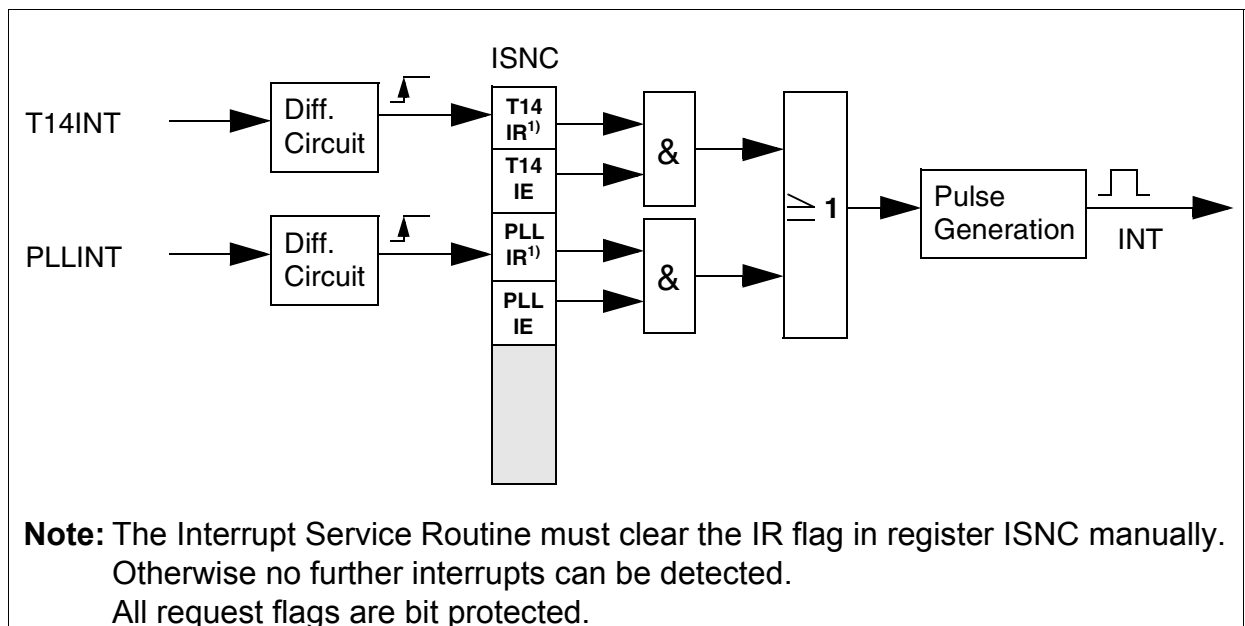 ISNC
T14INT
Diff.
Circuit
T14
IR¹⁾
T14
IE
&
PLLINT
Diff.
Circuit
PLL
IR¹⁾
PLL
IE
&
≥ 1
Pulse
Generation
INT
Note: The Interrupt Service Routine must clear the IR flag in register ISNC manually.
Otherwise no further interrupts can be detected.
All request flags are bit protected.